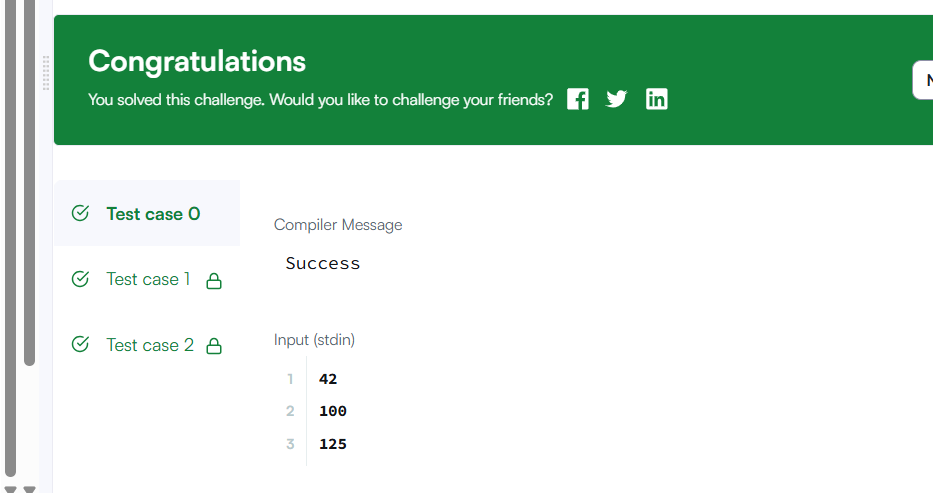 Congratulations
You solved this challenge. Would you like to challenge your friends?
Test case 0
Compiler Message
Success
Test case 1
Test case 2
Input (stdin)
1 42
2 100
3 125